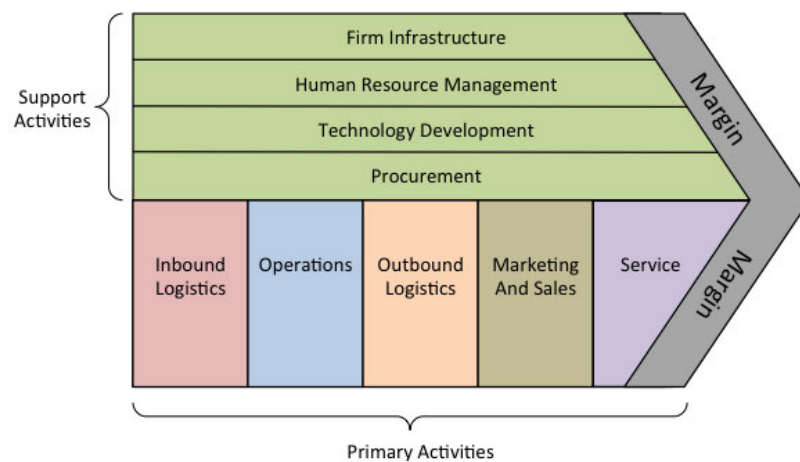 Firm Infrastructure
Human Resource Management
Technology Development
Procurement
Support
Activities
Margin
Inbound
Logistics
Operations
Outbound
Logistics
Marketing
And Sales
Service
Margin
Primary Activities